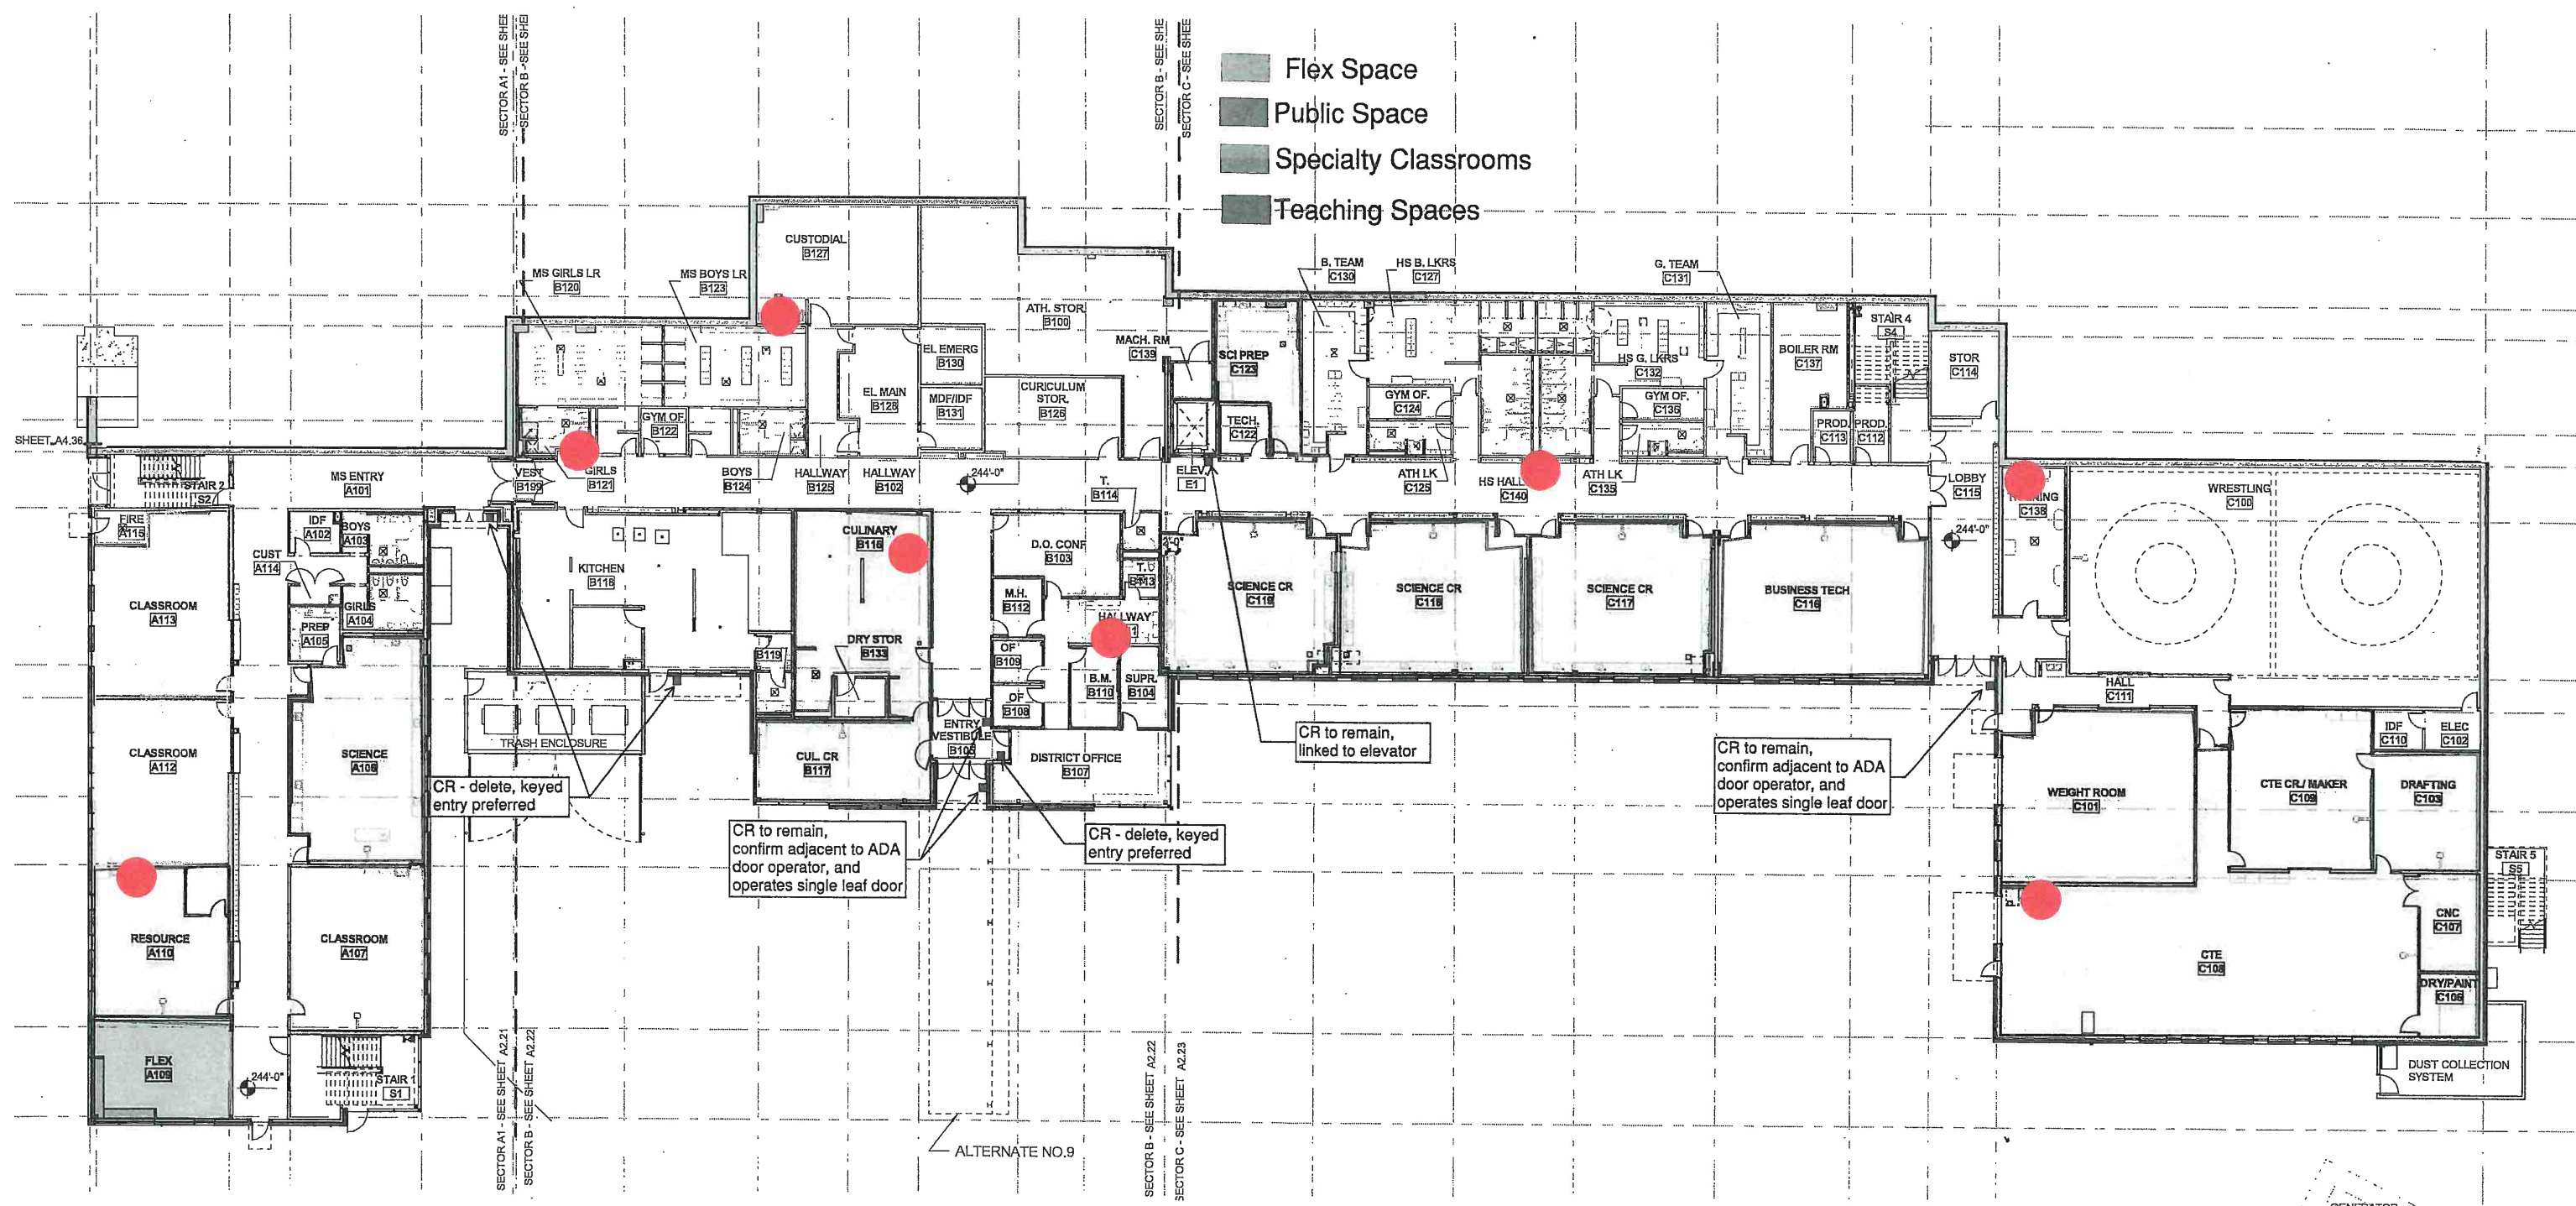 SECTOR A1 - SEE SHEE
SECTOR B - SEE SHE
SECTOR B - SEE SHE
SECTOR C - SEE SHEE
Flex Space
Public Space
Specialty Classrooms
Teaching Spaces
CUSTODIAL
B127
MS GIRLS LR
B120
MS BOYS LR
B123
B. TEAM
C130
HS B. LKRS
C127
G. TEAM
C131
ATH. STOR.
B100
STAIR 4
S4
MACH. RM
C139
EL EMERG
B130
SCI PREP
C123
BOILER RM
C137
HS G. LKRS
C132
STOR
C114
CURICULUM
STOR.
B126
EL MAIN
B128
MDF/IDF
B131
GYM OF.
B122
GYM OF.
C124
GYM OF.
C136
TECH.
C122
PROD.
C113
PROD.
C112
SHEET A4.36
STAIR 2
S2
MS ENTRY
A101
VEST
B199
GIRLS
B121
BOYS
B124
HALLWAY
B125
HALLWAY
B102
244'-0"
T.
B114
ELEV.
E1
ATH LK
C125
HS HALL
C140
ATH LK
C135
LOBBY
C115
C138
WRESTLING
C100
FIRE
A115
IDF
A102
BOYS
A103
CULINARY
B116
D.O. CONF
B103
244'-0"
CUST
A114
KITCHEN
B118
T.
B113
SCIENCE CR
SCIENCE CR
C118
SCIENCE CR
C117
BUSINESS TECH
C116
CLASSROOM
A113
GIRLS
A104
PREP
A105
M.H.
B112
HALLWAY
DRY STOR
B133
B119
OF
B109
B.M.
B110
SUPR.
B104
OF
B108
HALL
C111
ENTRY
VESTIBULE
TRASH ENCLOSURE
CLASSROOM
A112
SCIENCE
A106
CUL. CR
B117
DISTRICT OFFICE
B107
CR to remain,
linked to elevator
CR to remain,
confirm adjacent to ADA
door operator, and
operates single leaf door
IDF
C110
ELEC
C102
WEIGHT ROOM
C101
CTE CR./ MAKER
C109
DRAFTING
C103
CR - delete, keyed
entry preferred
CR to remain,
confirm adjacent to ADA
door operator, and
operates single leaf door
CR - delete, keyed
entry preferred
STAIR 5
S5
RESOURCE
A110
CLASSROOM
A107
CNC
C107
CTE
C108
DRY/PAINT
C106
FLEX
A109
244'-0"
STAIR 1
S1
DUST COLLECTION
SYSTEM
SECTOR A1 - SEE SHEET A2.21
SECTOR B - SEE SHEET A2.22
SECTOR B - SEE SHEET A2.22
SECTOR C - SEE SHEET A2.23
ALTERNATE NO.9